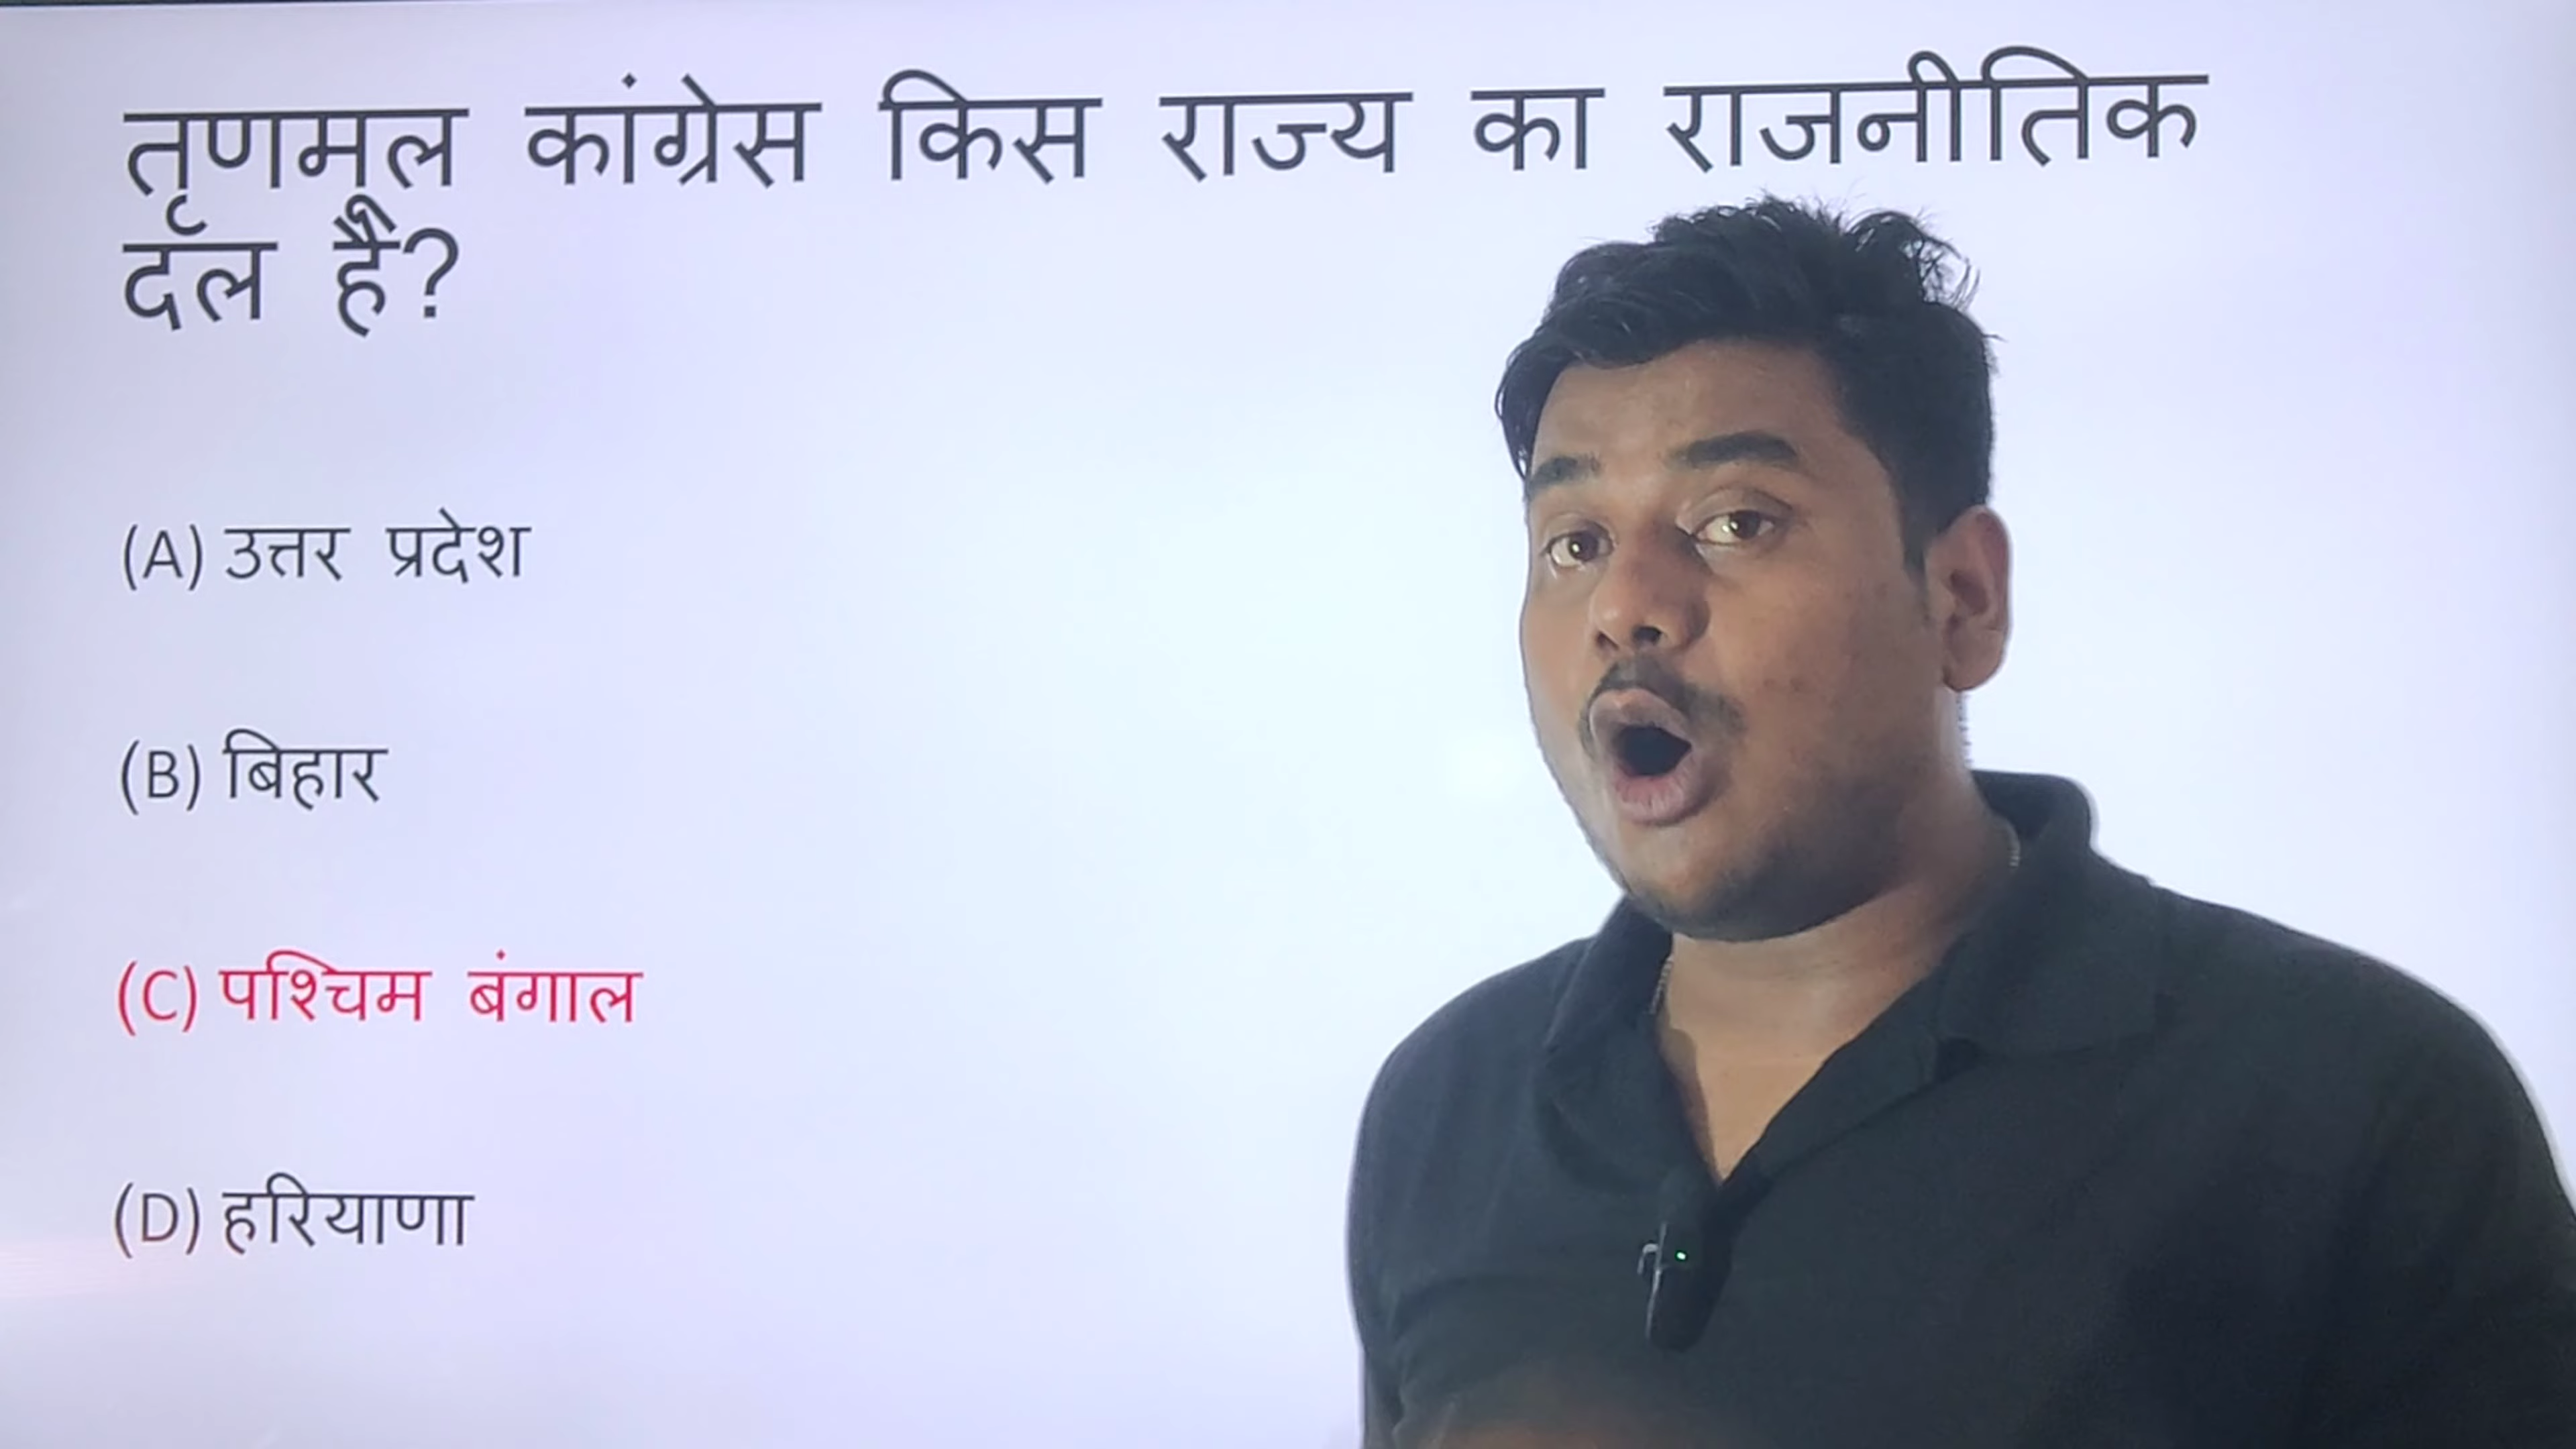 तृणमूल कांग्रेस किस राज्य का राजनीतिक
दल है?
(A) उत्तर प्रदेश
(B) बिहार
(C) पश्चिम बंगाल
(D) हरियाणा